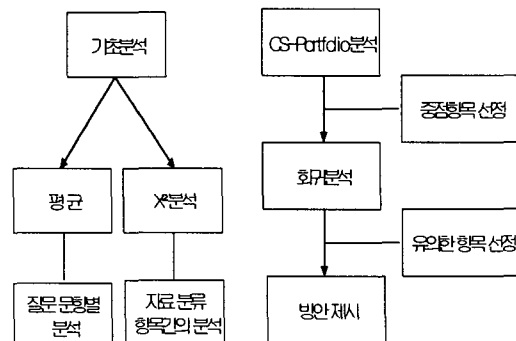 기초분석
CS-Portfolio분석
중점항목 선정
평균
X²분석
회귀분석
유의한 항목 선정
질문 문항별
분석
자료 분류
항목간의 분석
방안 제시